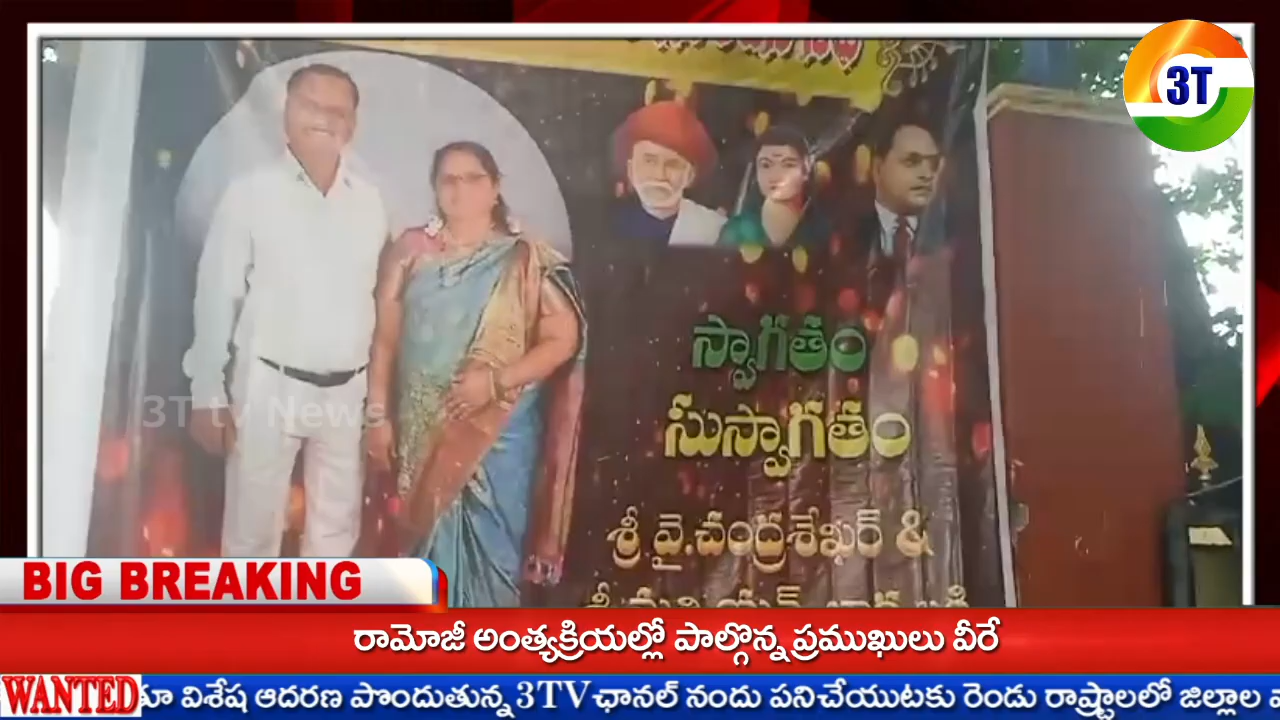 3T
స్వాగతం
సుస్వాగతం
3T tv News
శ్రీ వై.చంద్రశేఖర్ &
BIG BREAKING
రామోజీ అంత్యక్రియల్లో పాల్గొన్న ప్రముఖులు వీరే
WANTED విశేష ఆదరణ పొందుతున్న 3TV ఛానల్ నందు పనిచేయుటకు రెండు రాష్ట్రాలలో జిల్లాల